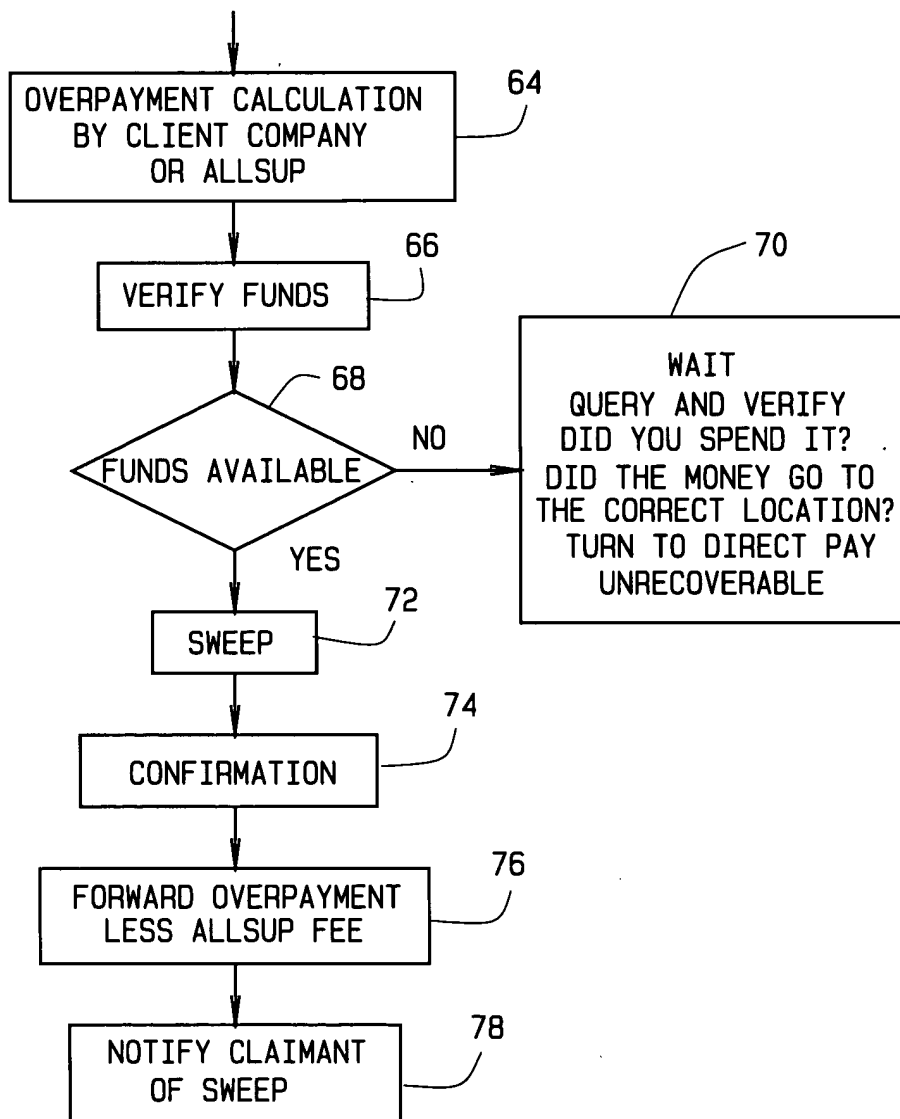 OVERPAYMENT CALCULATION
BY CLIENT COMPANY
OR ALLSUP
64
VERIFY FUNDS
66
FUNDS AVAILABLE
68
NO
YES
70
WAIT
QUERY AND VERIFY
DID YOU SPEND IT?
DID THE MONEY GO TO
THE CORRECT LOCATION?
TURN TO DIRECT PAY
UNRECOVERABLE
SWEEP
72
CONFIRMATION
74
FORWARD OVERPAYMENT
LESS ALLSUP FEE
76
NOTIFY CLAIMANT
OF SWEEP
78